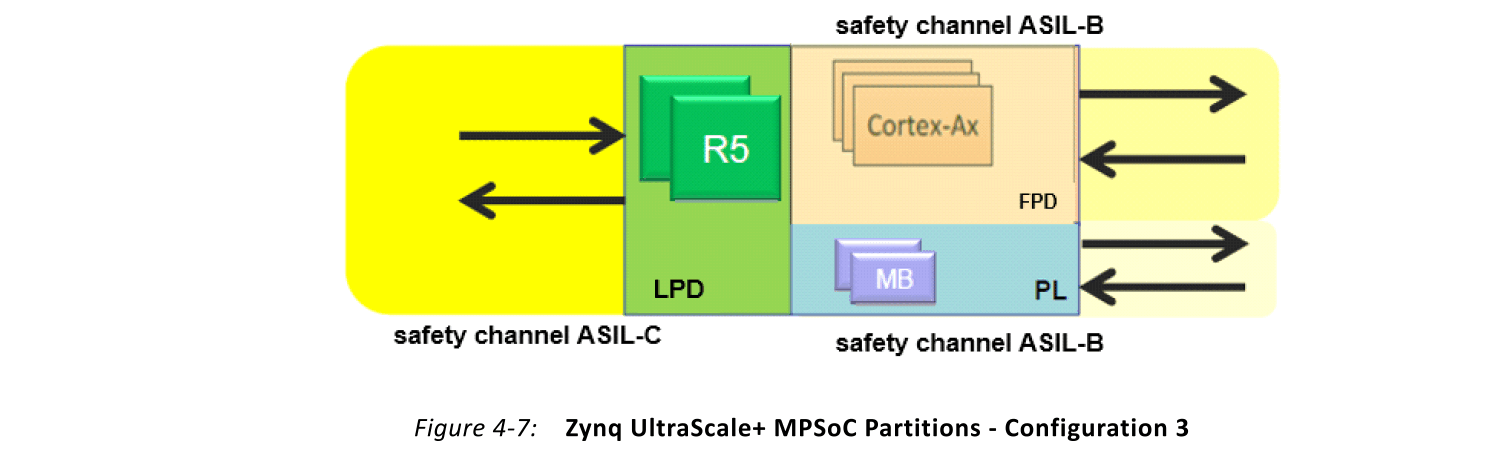 safety channel ASIL-B
R5
Cortex-Ax
FPD
MB
LPD
PL
safety channel ASIL-C
safety channel ASIL-B
Figure 4-7: Zynq UltraScale+ MPSoC Partitions - Configuration 3